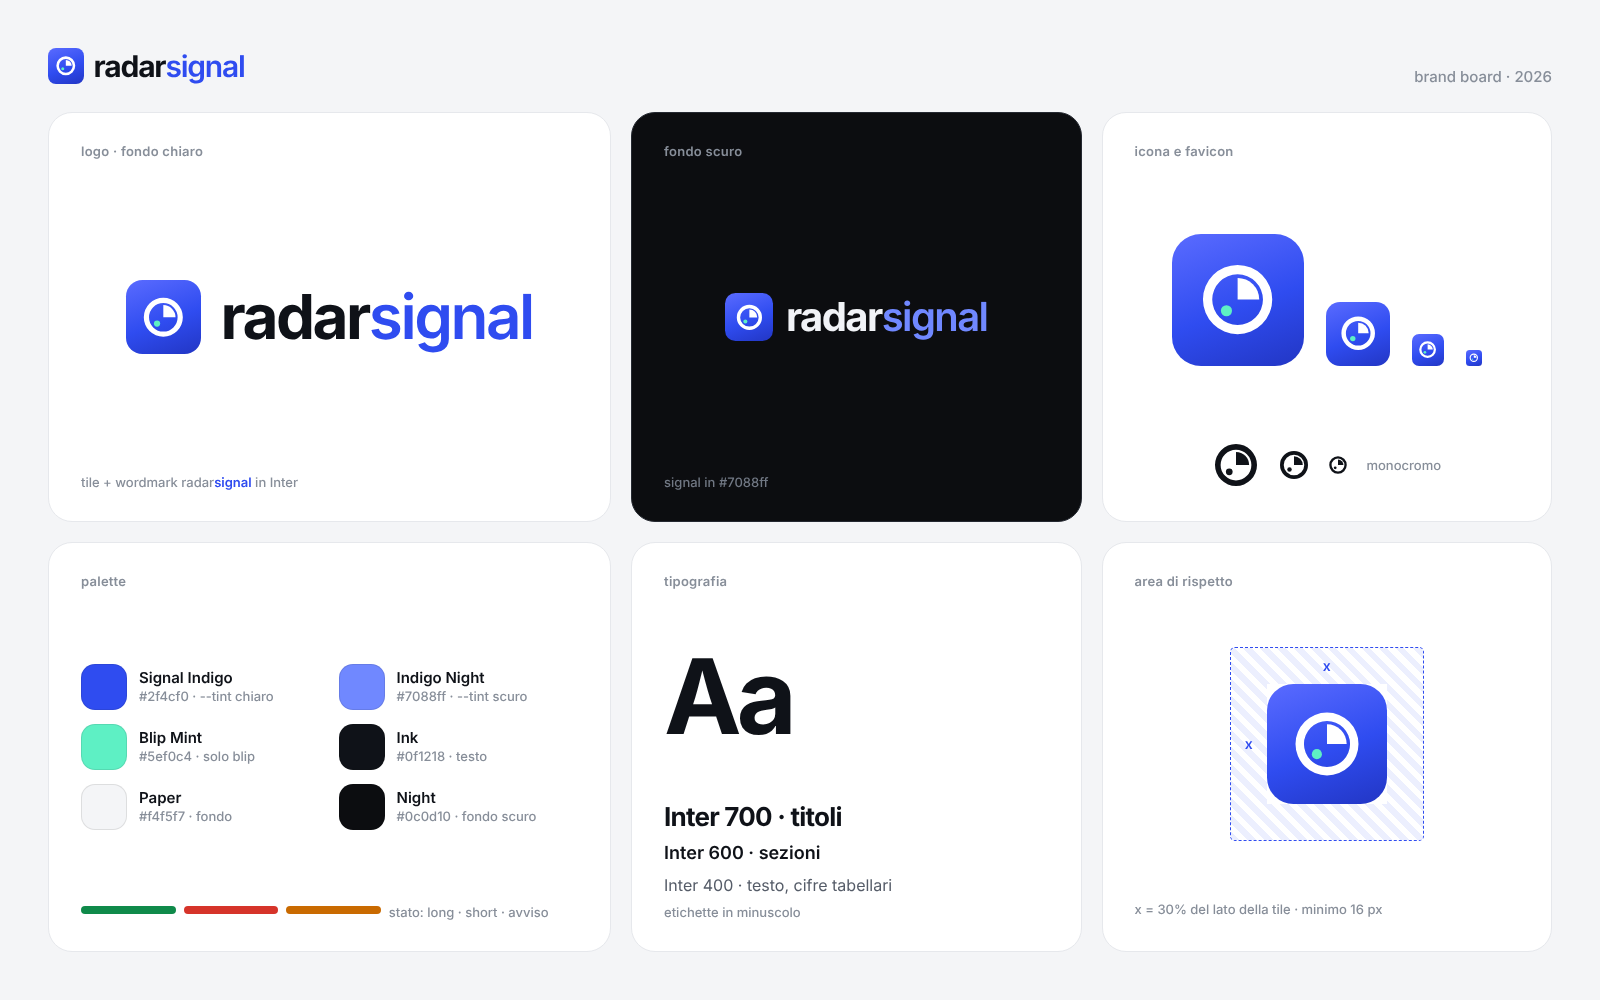 radarsignal
brand board · 2026
logo · fondo chiaro
radarsignal
tile + wordmark radarsignal in Inter
fondo scuro
radarsignal
signal in #7088ff
icona e favicon
monocromo
palette
Signal Indigo
#2f4cf0 · --tint chiaro
Indigo Night
#7088ff · --tint scuro
Blip Mint
#5ef0c4 · solo blip
Ink
#0f1218 · testo
Paper
#f4f5f7 · fondo
Night
#0c0d10 · fondo scuro
stato: long · short · avviso
tipografia
Aa
Inter 700 · titoli
Inter 600 · sezioni
Inter 400 · testo, cifre tabellari
etichette in minuscolo
area di rispetto
x
x
x = 30% del lato della tile · minimo 16 px